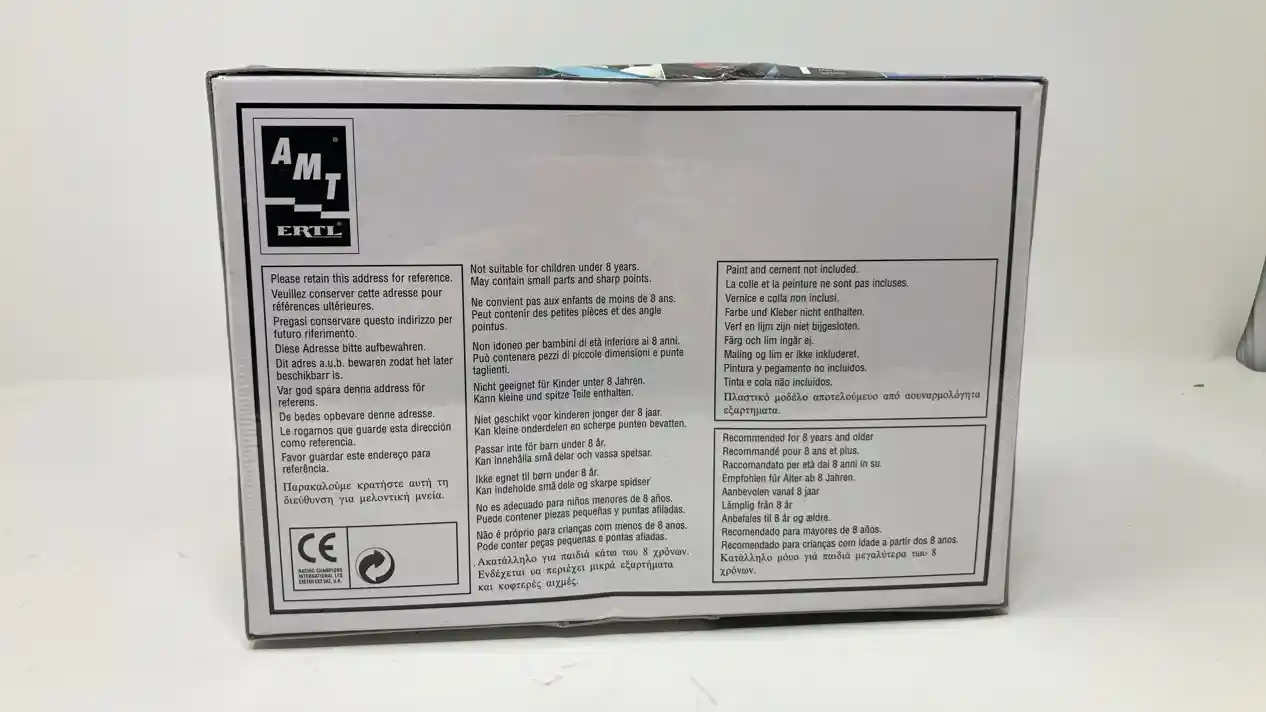 AMT®
ERTL®
Please retain this address for reference.
Veuillez conserver cette adresse pour
références ultérieures.
Pregasi conservare questo indirizzo per
futuro riferimento.
Diese Adresse bitte aufbewahren.
Dit adres a.u.b. bewaren zodat het later
beschikbarr is.
Var god spara denna address för
referens.
De bedes opbevare denne adresse.
Le rogamos que guarde esta dirección
como referencia.
Favor guardar este endereço para
referência.
Παρακαλούμε κρατήστε αυτή τη
διεύθυνση για μελοντική μνεία.
CE
RACING CHAMPIONS
INTERNATIONAL LTD.
EXETER EX2 U.K.
Not suitable for children under 8 years.
May contain small parts and sharp points.
Ne convient pas aux enfants de moins de 8 ans.
Peut contenir des petites pièces et des angle
pointus.
Non idoneo per bambini di età inferiore ai 8 anni.
Può contenere pezzi di piccole dimensioni e punte
taglienti.
Nicht geeignet für Kinder unter 8 Jahren.
Kann kleine und spitze Teile enthalten.
Niet geschikt voor kinderen jonger der 8 jaar.
Kan kleine onderdelen en scherpe punten bevatten.
Passar inte för barn under 8 år.
Kan innehålla små delar och vassa spetsar.
Ikke egnet til børn under 8 år.
Kan indeholde små dele og skarpe spidser
No es adecuado para niños menores de 8 años.
Puede contener piezas pequeñas y puntas afiladas.
Não é próprio para crianças com menos de 8 anos.
Pode conter peças pequenas e pontas afiadas.
Ακατάλληλο για παιδιά κάτω των 8 χρόνων.
Ενδέχεται υα περιέχει μικρά εξαρτήματα
και κοφτερές αιχμές.
Paint and cement not included.
La colle et la peinture ne sont pas incluses.
Vernice e colla non inclusi.
Farbe und Kleber nicht enthalten.
Verf en lijm zijn niet bijgesloten.
Färg och lim ingår ej.
Maling og lim er ikke inkluderet.
Pintura y pegamento no incluidos.
Tinta e cola não incluidos.
Πλαστικό μοδέλο αποτελούμευο από αουναρμολόγητα
εξαρτηματα.
Recommended for 8 years and older
Recommandé pour 8 ans et plus.
Raccomandato per età dai 8 anni in su.
Empfohlen für Alter ab 8 Jahren.
Aanbevolen vanaf 8 jaar
Lämplig från 8 år
Anbefales til 8 år og ældre.
Recomendado para mayores de 8 años.
Recomendado para crianças com idade a partir dos 8 anos.
Κατάλληλο μόυο γιά παιδιά μεγαλύτερα των 8
χρόνων.